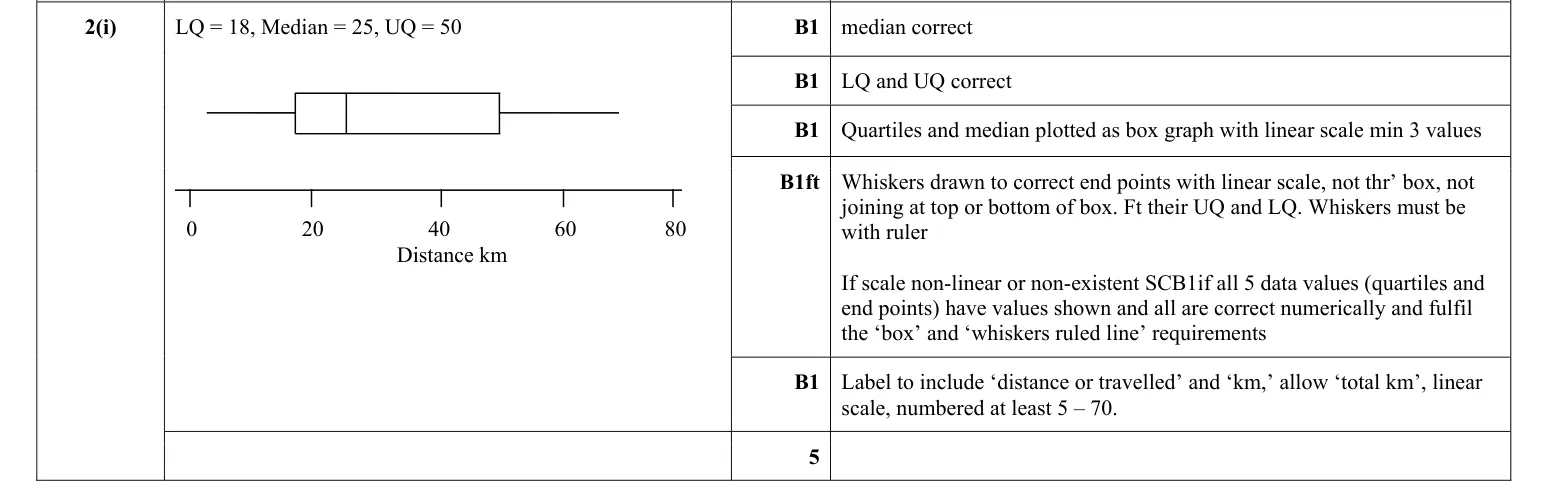 2(i)
LQ = 18, Median = 25, UQ = 50
B1
median correct
B1
LQ and UQ correct
B1
Quartiles and median plotted as box graph with linear scale min 3 values
0 20 40 60 80
Distance km
B1ft
Whiskers drawn to correct end points with linear scale, not thr’ box, not
joining at top or bottom of box. Ft their UQ and LQ. Whiskers must be
with ruler
If scale non-linear or non-existent SCB1if all 5 data values (quartiles and
end points) have values shown and all are correct numerically and fulfil
the ‘box’ and ‘whiskers ruled line’ requirements
B1
Label to include ‘distance or travelled’ and ‘km,’ allow ‘total km’, linear
scale, numbered at least 5 – 70.
5